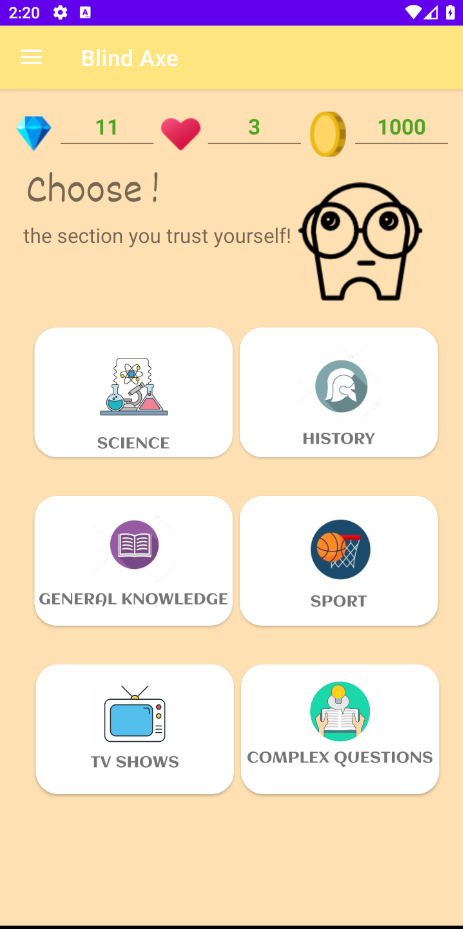 2:20
Blind Axe
11 3 1000
Choose !
the section you trust yourself!
SCIENCE HISTORY
GENERAL KNOWLEDGE SPORT
TV SHOWS COMPLEX QUESTIONS